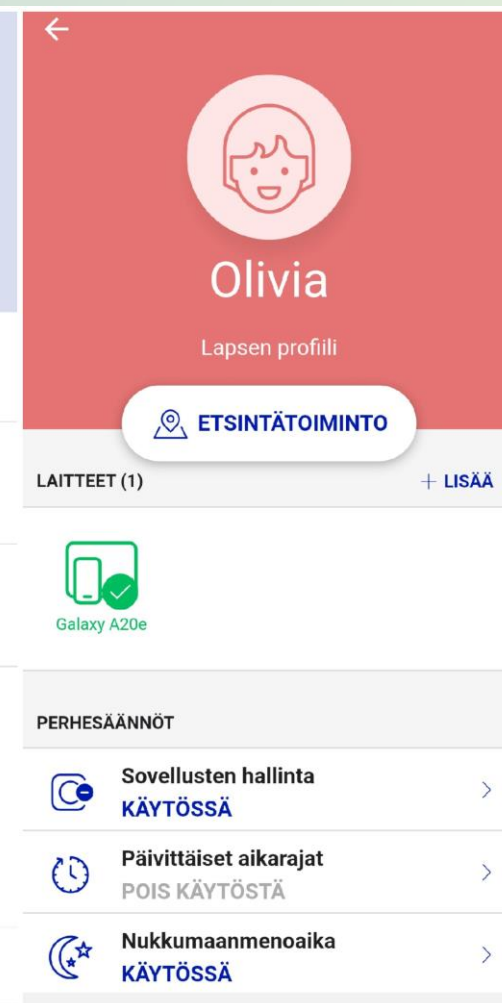 Olivia
Lapsen profiili
ETSINTÄTOIMINTO
LAITTEET (1)
+ LISÄÄ
Galaxy A20e
PERHESÄÄNNÖT
Sovellusten hallinta
KÄYTÖSSÄ
Päivittäiset aikarajat
POIS KÄYTÖSTÄ
Nukkumaanmenoaika
KÄYTÖSSÄ